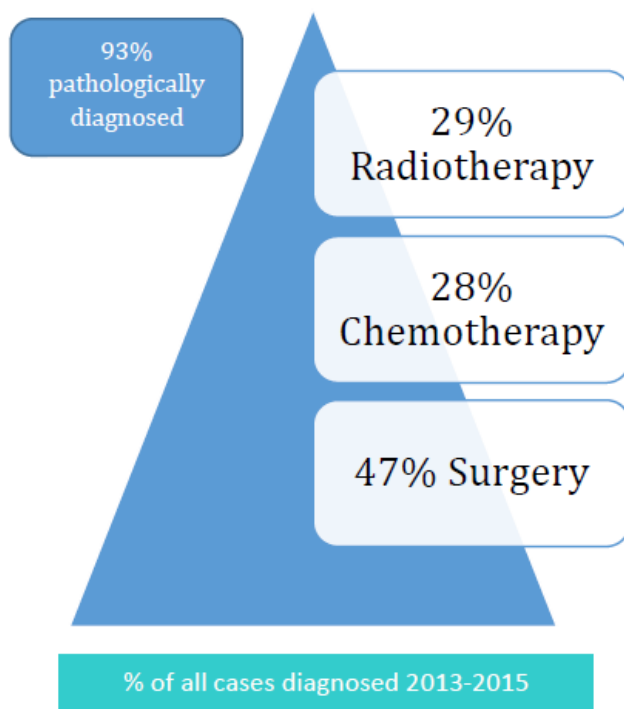 93%
pathologically
diagnosed
29%
Radiotherapy
28%
Chemotherapy
47% Surgery
% of all cases diagnosed 2013-2015